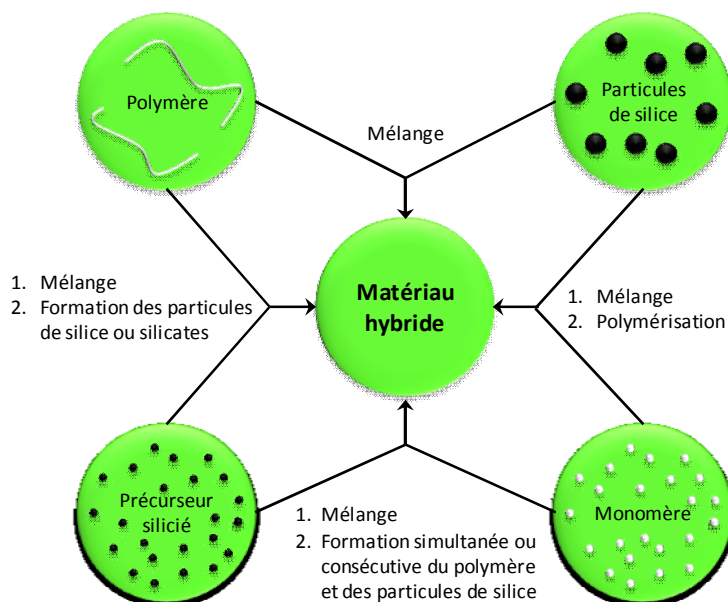 Polymère
Particules
de silice
Mélange
1. Mélange
2. Formation des particules
de silice ou silicates
Matériau
hybride
1. Mélange
2. Polymérisation
Précurseur
silicié
1. Mélange
2. Formation simultanée ou
consécutive du polymère
et des particules de silice
Monomère